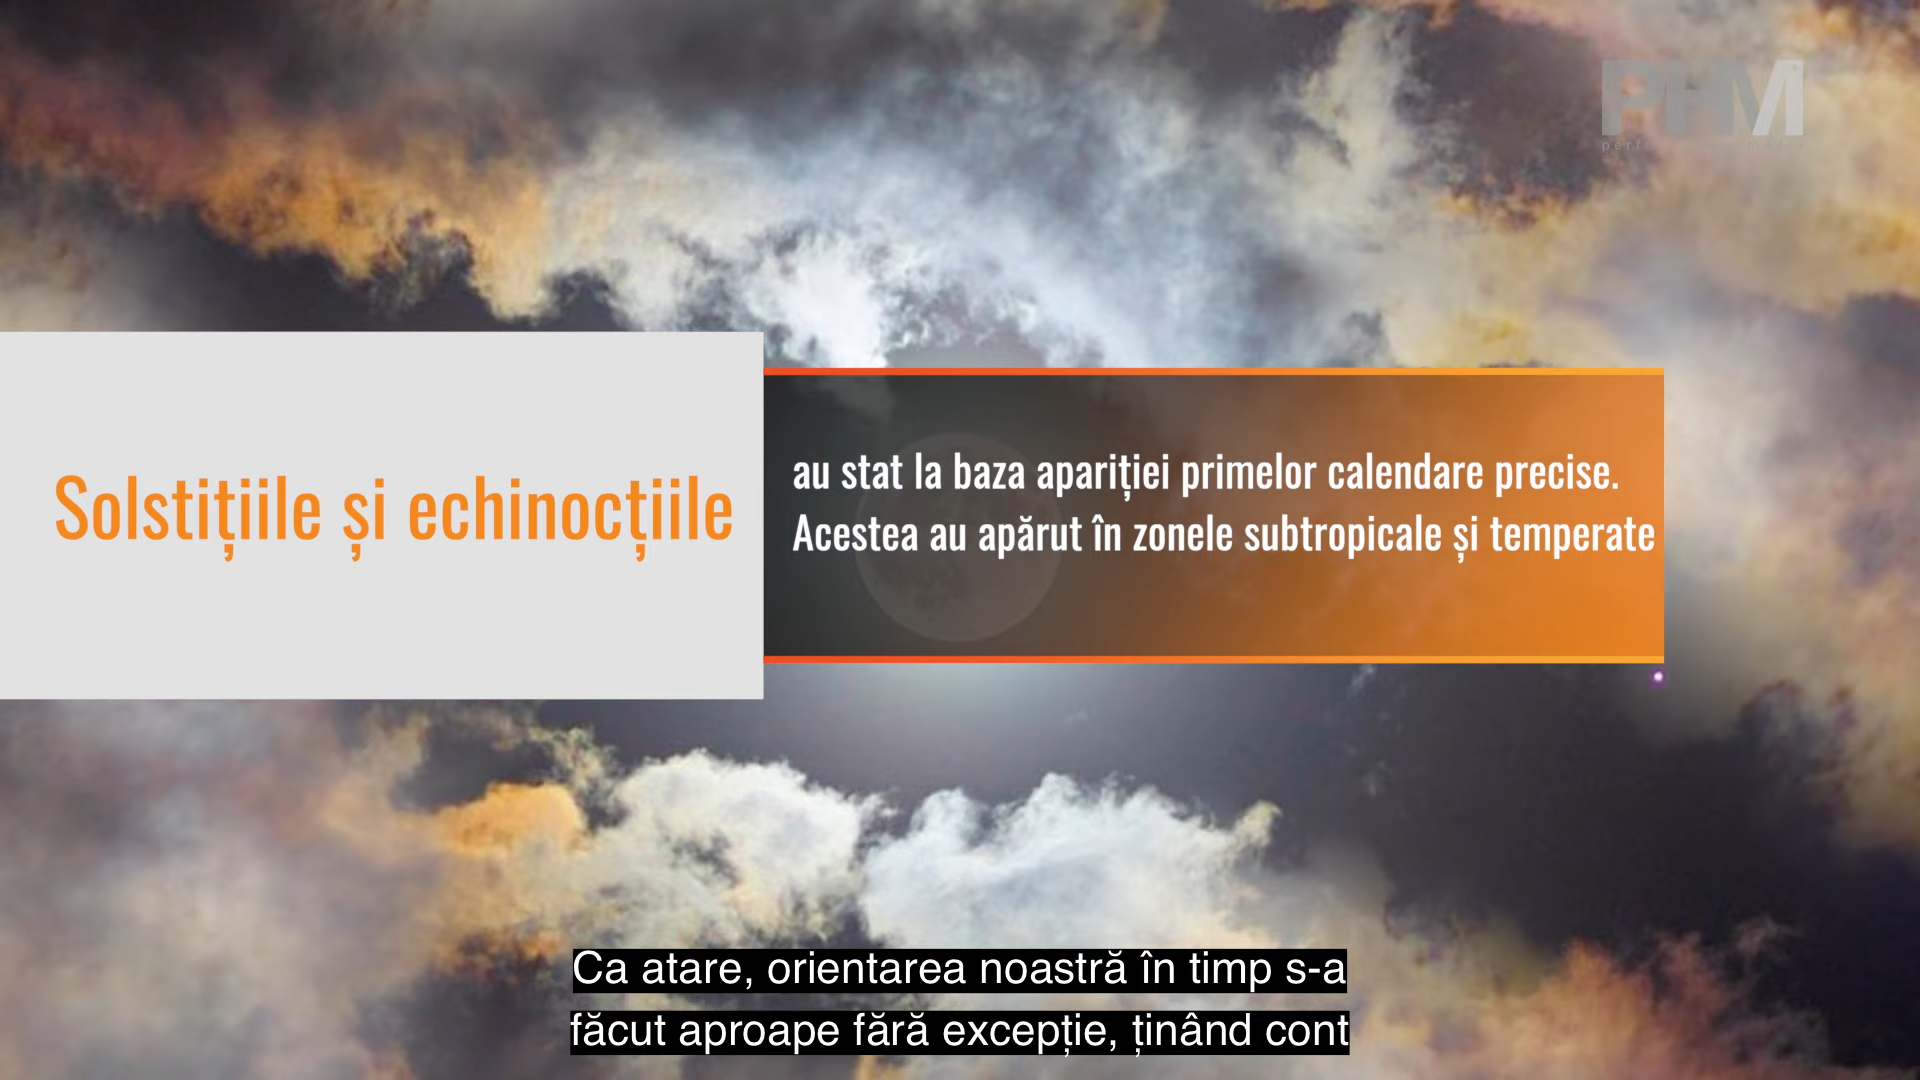 PHM
Solstițiile și echinocțiile
au stat la baza apariției primelor calendare precise.
Acestea au apărut în zonele subtropicale și temperate
Ca atare, orientarea noastră în timp s-a
făcut aproape fără excepție, ținând cont